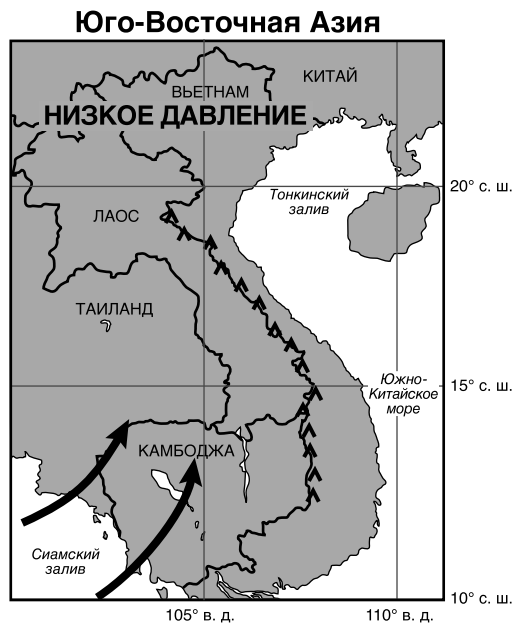 Юго-Восточная Азия
КИТАЙ
ВЬЕТНАМ
НИЗКОЕ ДАВЛЕНИЕ
20° с. ш.
Тонкинский
залив
ЛАОС
ТАИЛАНД
15° с. ш.
Южно-
Китайское
море
КАМБОДЖА
Сиамский
залив
10° с. ш.
105° в. д.
110° в. д.